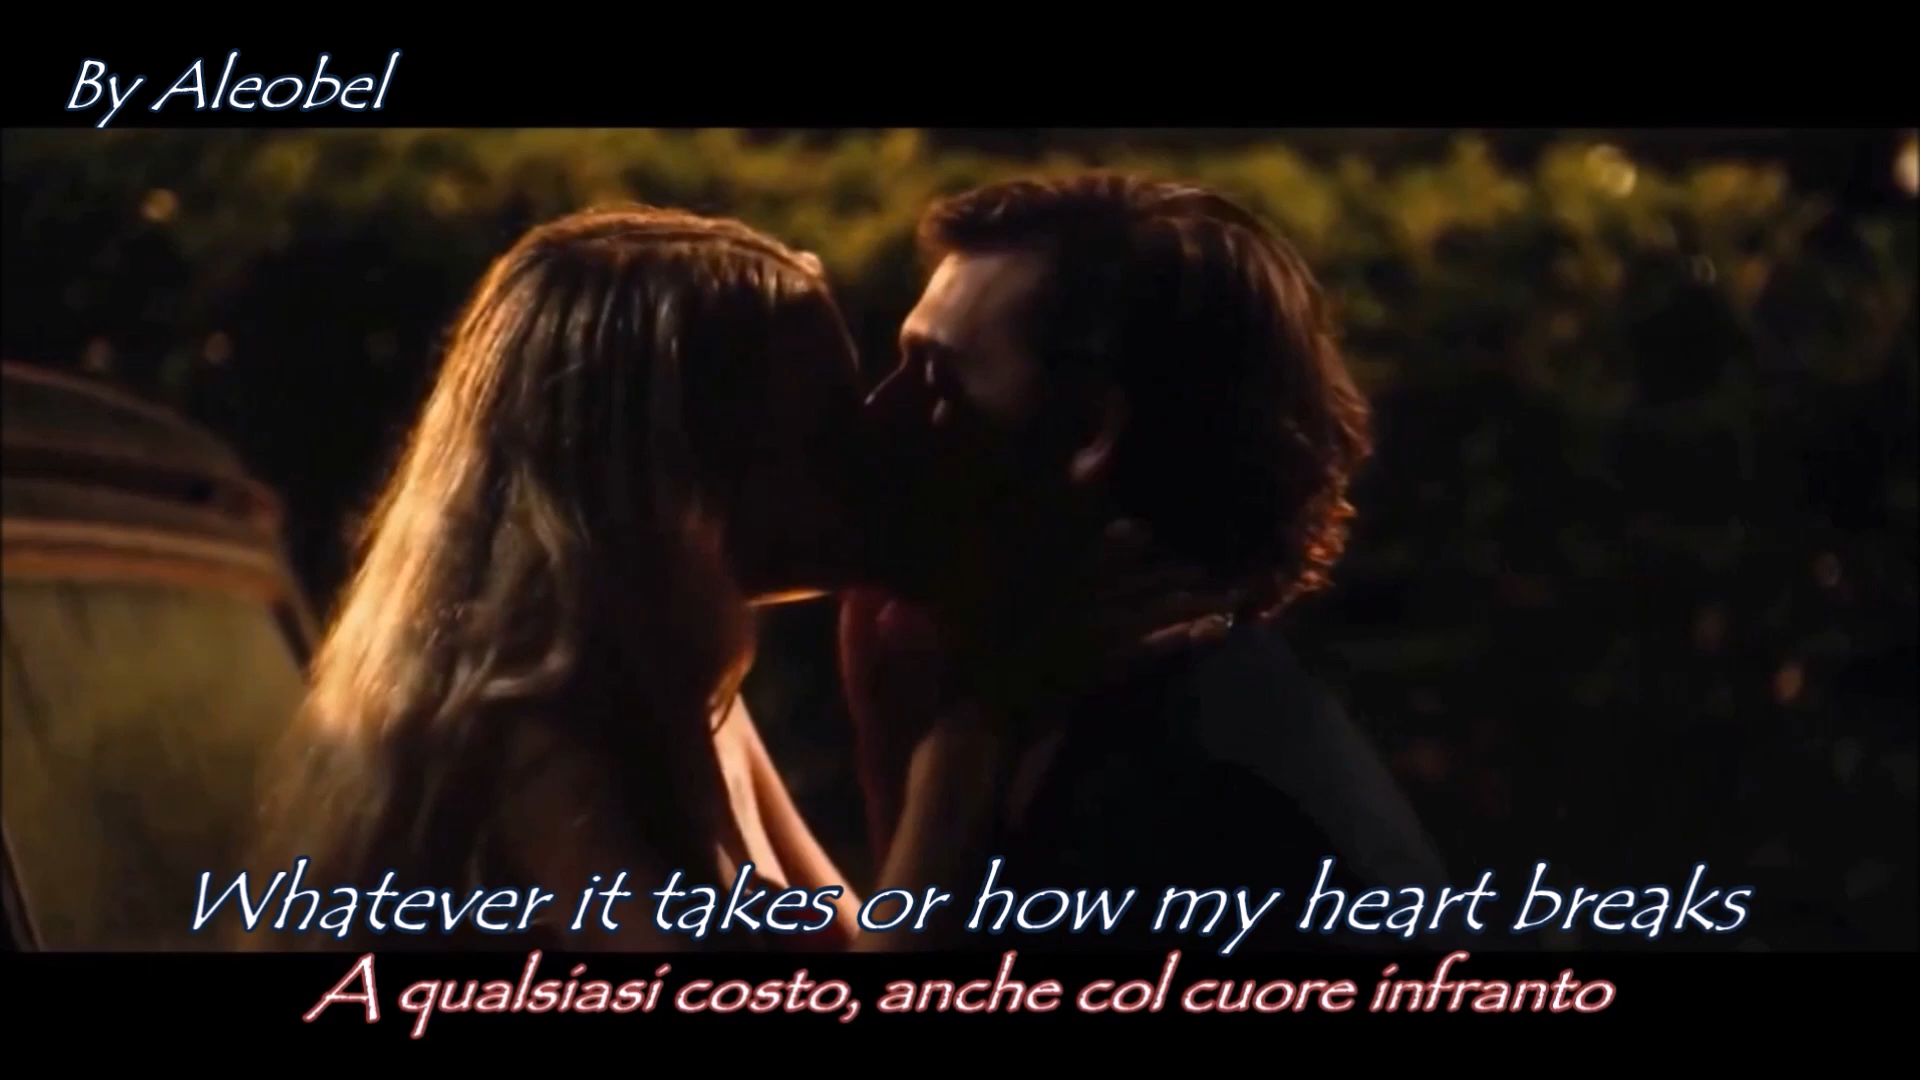 By Aleobel
Whatever it takes or how my heart breaks
A qualsiasi costo, anche col cuore infranto